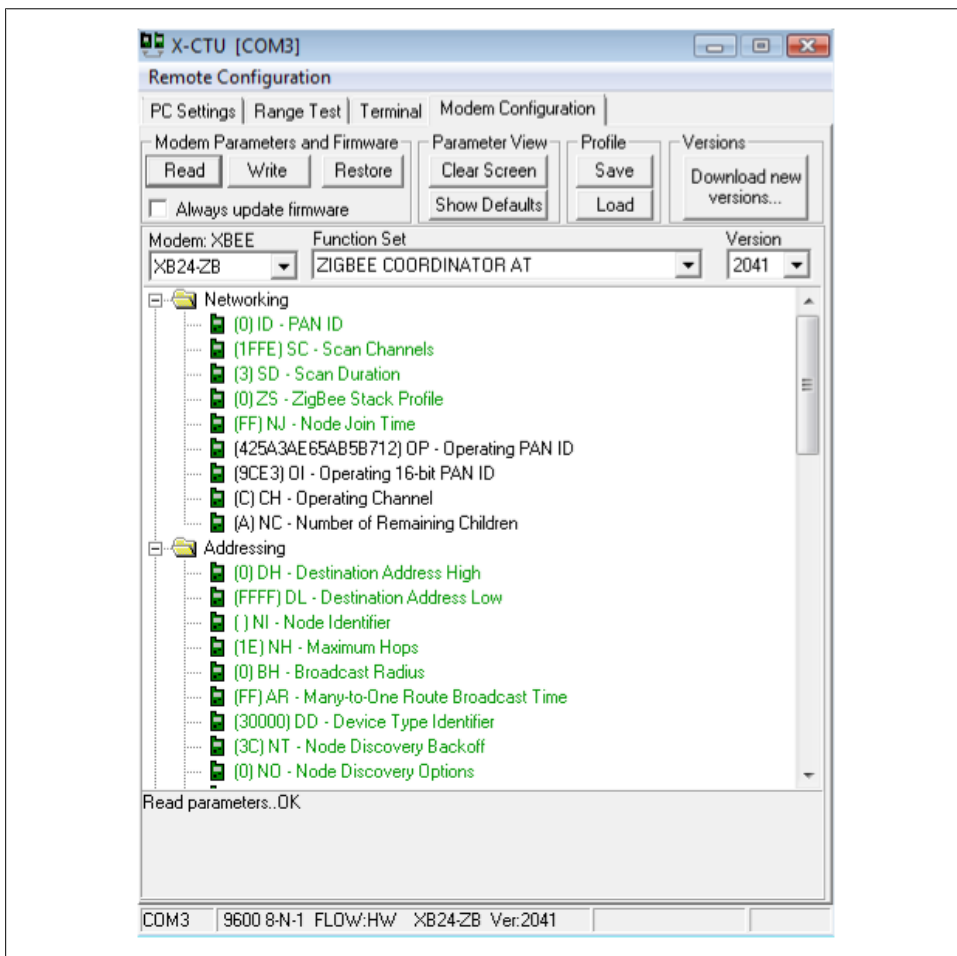 X-CTU [COM3]
Remote Configuration
PC Settings Range Test Terminal Modem Configuration
Modem Parameters and Firmware Parameter View Profile Versions
Read Write Restore Clear Screen Save Download new versions...
Always update firmware Show Defaults Load
Modem: XBEE Function Set Version
XB24-ZB ZIGBEE COORDINATOR AT 2041
Networking
(0) ID - PAN ID
(1FFE) SC - Scan Channels
(3) SD - Scan Duration
(0) ZS - ZigBee Stack Profile
(FF) NJ - Node Join Time
(425A3AE65AB5B712) OP - Operating PAN ID
(9CE3) OI - Operating 16-bit PAN ID
(C) CH - Operating Channel
(A) NC - Number of Remaining Children
Addressing
(0) DH - Destination Address High
(FFFF) DL - Destination Address Low
( ) NI - Node Identifier
(1E) NH - Maximum Hops
(0) BH - Broadcast Radius
(FF) AR - Many-to-One Route Broadcast Time
(30000) DD - Device Type Identifier
(3C) NT - Node Discovery Backoff
(0) NO - Node Discovery Options
Read parameters..OK
COM3 9600 8-N-1 FLOW:HW XB24-ZB Ver:2041